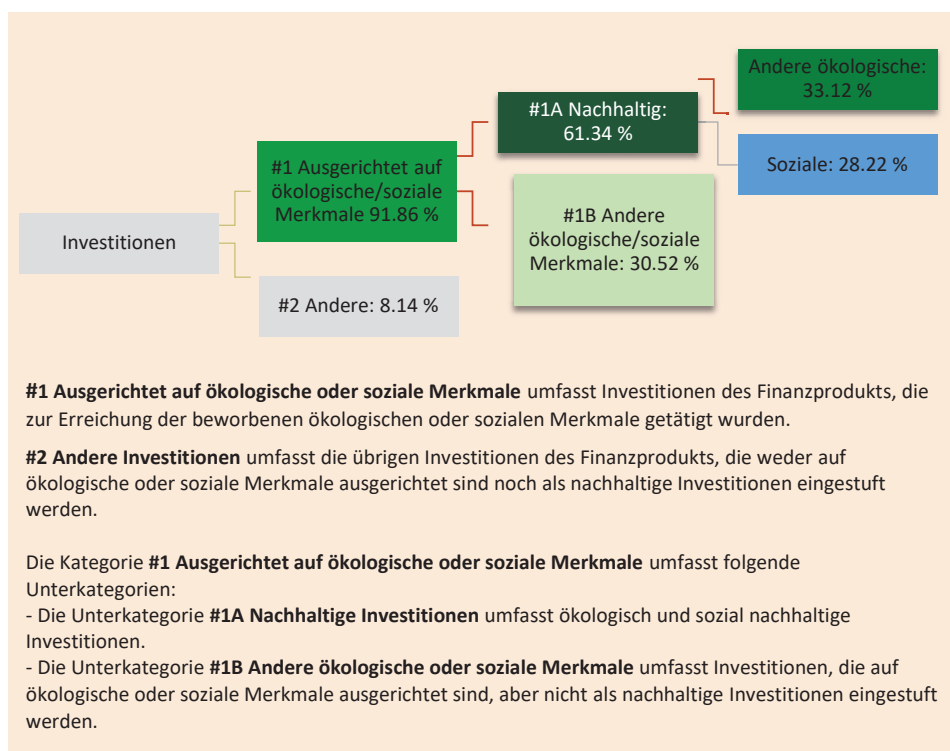 Andere ökologische:
33.12 %
#1A Nachhaltig:
61.34 %
Soziale: 28.22 %
#1 Ausgerichtet auf
ökologische/soziale
Merkmale 91.86 %
#1B Andere
ökologische/soziale
Merkmale: 30.52 %
Investitionen
#2 Andere: 8.14 %
#1 Ausgerichtet auf ökologische oder soziale Merkmale umfasst Investitionen des Finanzprodukts, die
zur Erreichung der beworbenen ökologischen oder sozialen Merkmale getätigt wurden.
#2 Andere Investitionen umfasst die übrigen Investitionen des Finanzprodukts, die weder auf
ökologische oder soziale Merkmale ausgerichtet sind noch als nachhaltige Investitionen eingestuft
werden.
Die Kategorie #1 Ausgerichtet auf ökologische oder soziale Merkmale umfasst folgende
Unterkategorien:
- Die Unterkategorie #1A Nachhaltige Investitionen umfasst ökologisch und sozial nachhaltige
Investitionen.
- Die Unterkategorie #1B Andere ökologische oder soziale Merkmale umfasst Investitionen, die auf
ökologische oder soziale Merkmale ausgerichtet sind, aber nicht als nachhaltige Investitionen eingestuft
werden.